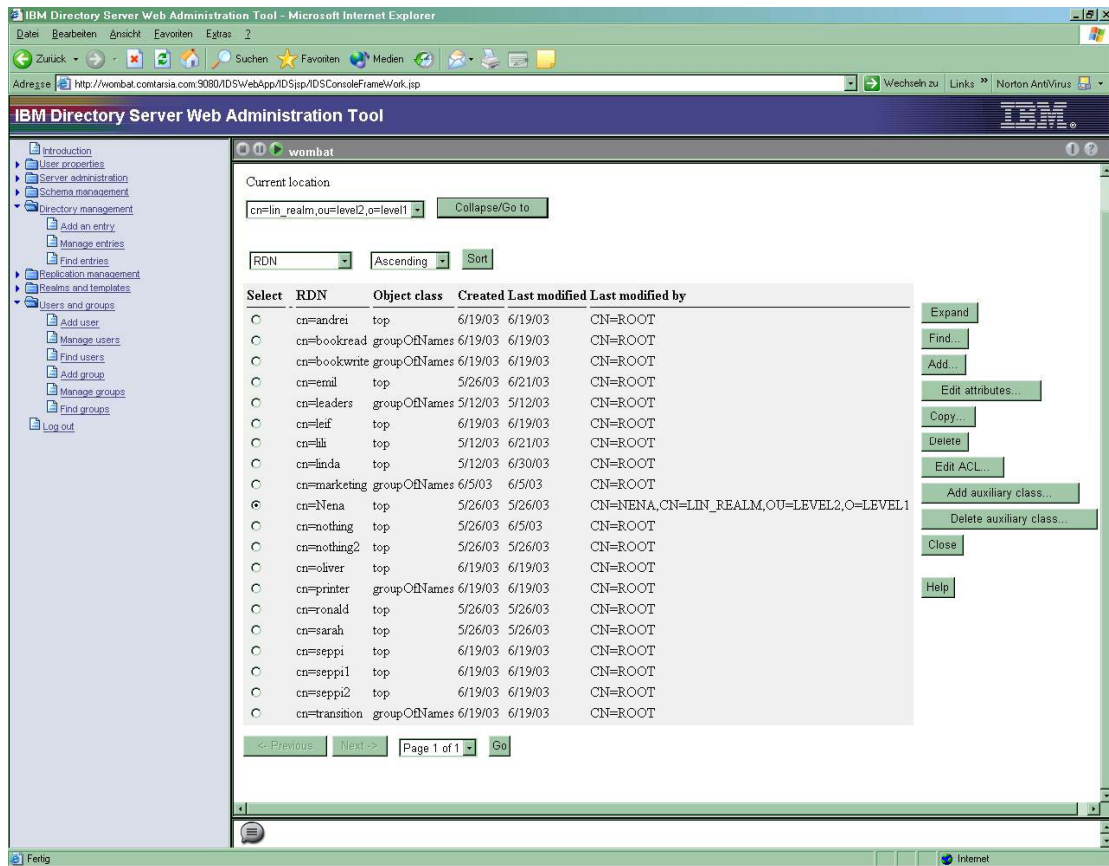 IBM Directory Server Web Administration Tool - Microsoft Internet Explorer
Datei Bearbeiten Ansicht Favoriten Extras ?
Zurück Suchen Favoriten Medien
Adresse http://wombat.comtarsia.com:9080/IDSWebApp/IDSjsp/IDSConsoleFrameWork.jsp Wechseln zu Links » Norton AntiVirus
IBM Directory Server Web Administration Tool IBM®
Introduction
User properties
Server administration
Schema management
Directory management
Add an entry
Manage entries
Find entries
Replication management
Realms and templates
Users and groups
Add user
Manage users
Find users
Add group
Manage groups
Find groups
Log out
wombat
Current location
cn=lin_realm,ou=level2,o=level1 Collapse/Go to
RDN Ascending Sort
Select RDN Object class Created Last modified Last modified by
cn=andrei top 6/19/03 6/19/03 CN=ROOT
cn=bookread groupOfNames 6/19/03 6/19/03 CN=ROOT
cn=bookwrite groupOfNames 6/19/03 6/19/03 CN=ROOT
cn=emil top 5/26/03 6/21/03 CN=ROOT
cn=leaders groupOfNames 5/12/03 5/12/03 CN=ROOT
cn=leif top 6/19/03 6/19/03 CN=ROOT
cn=lili top 5/12/03 6/21/03 CN=ROOT
cn=linda top 5/12/03 6/30/03 CN=ROOT
cn=marketing groupOfNames 6/5/03 6/5/03 CN=ROOT
cn=Nena top 5/26/03 5/26/03 CN=NENA,CN=LIN_REALM,OU=LEVEL2,O=LEVEL1
cn=nothing top 5/26/03 6/5/03 CN=ROOT
cn=nothing2 top 5/26/03 5/26/03 CN=ROOT
cn=oliver top 6/19/03 6/19/03 CN=ROOT
cn=printer groupOfNames 6/19/03 6/19/03 CN=ROOT
cn=ronald top 5/26/03 5/26/03 CN=ROOT
cn=sarah top 5/26/03 5/26/03 CN=ROOT
cn=seppi top 6/19/03 6/19/03 CN=ROOT
cn=seppi1 top 6/19/03 6/19/03 CN=ROOT
cn=seppi2 top 6/19/03 6/19/03 CN=ROOT
cn=transition groupOfNames 6/19/03 6/19/03 CN=ROOT
Expand
Find...
Add...
Edit attributes...
Copy...
Delete
Edit ACL...
Add auxiliary class...
Delete auxiliary class...
Close
Help
<- Previous Next -> Page 1 of 1 Go
Fertig Internet